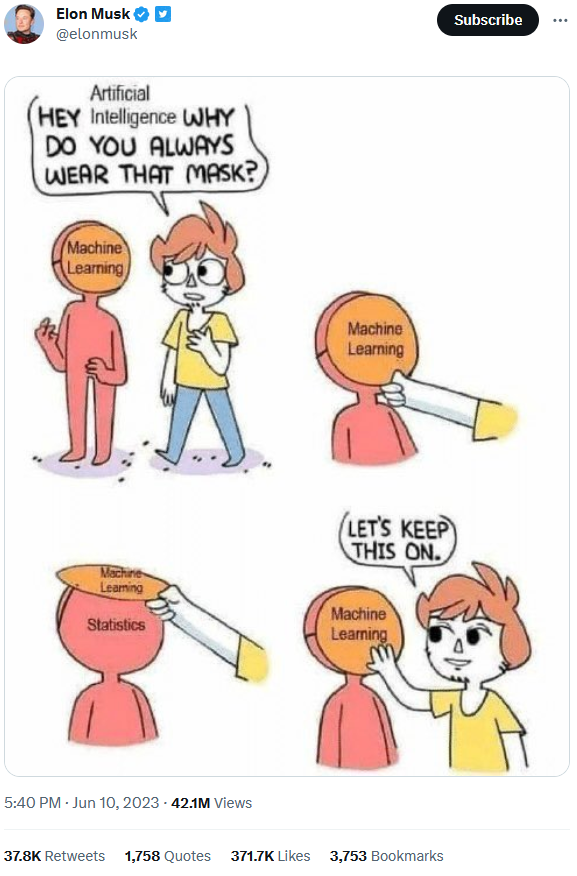 Elon Musk
@elonmusk
Subscribe
Artificial
HEY Intelligence WHY
DO YOU ALWAYS
WEAR THAT MASK?
Machine
Learning
Machine
Learning
Machine
Learning
Statistics
LET'S KEEP
THIS ON.
Machine
Learning
5:40 PM · Jun 10, 2023 · 42.1M Views
37.8K Retweets 1,758 Quotes 371.7K Likes 3,753 Bookmarks